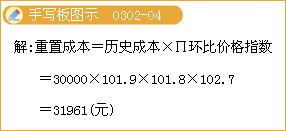 手写板图示 0302-04
解:重置成本＝历史成本×∏环比价格指数
＝30000×101.9×101.8×102.7
＝31961(元)